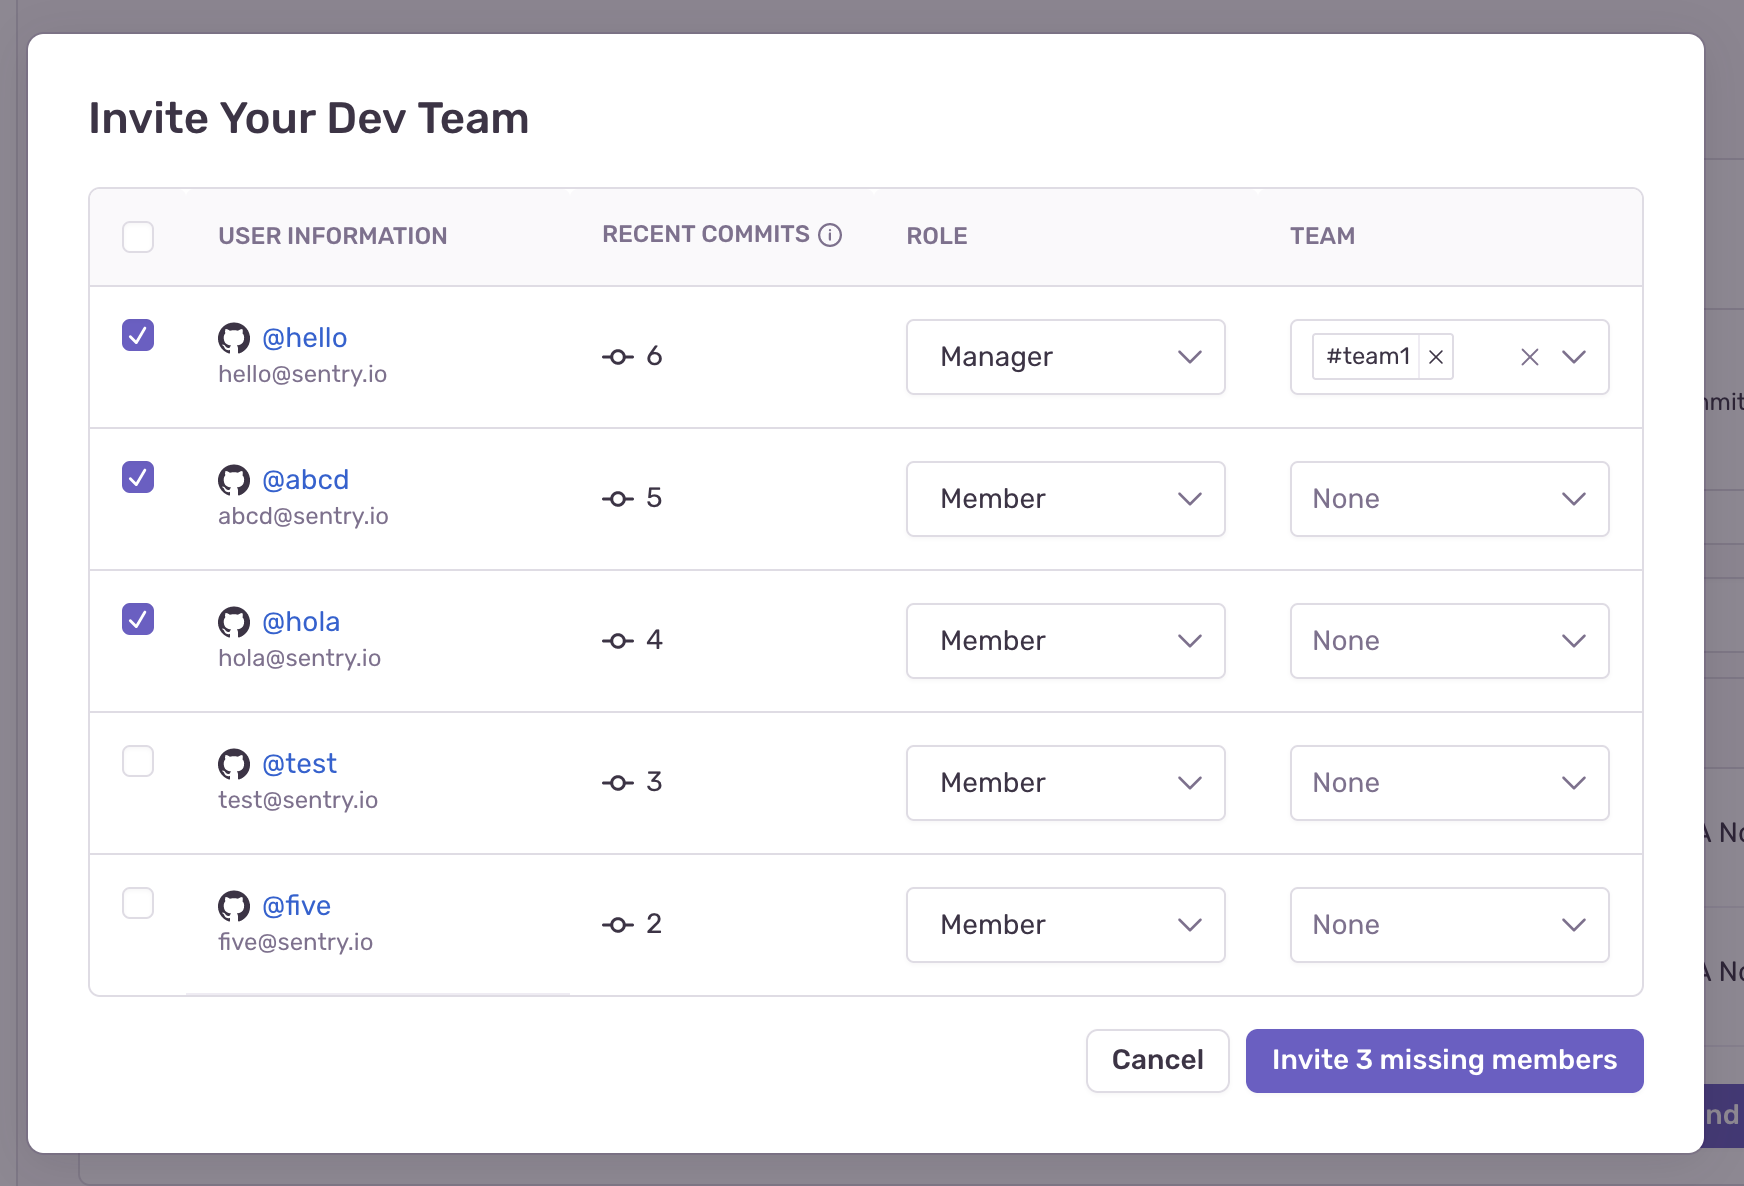 Invite Your Dev Team
USER INFORMATION RECENT COMMITS ROLE TEAM
@hello
hello@sentry.io
6 Manager #team1
@abcd
abcd@sentry.io
5 Member None
@hola
hola@sentry.io
4 Member None
@test
test@sentry.io
3 Member None
@five
five@sentry.io
2 Member None
Cancel Invite 3 missing members